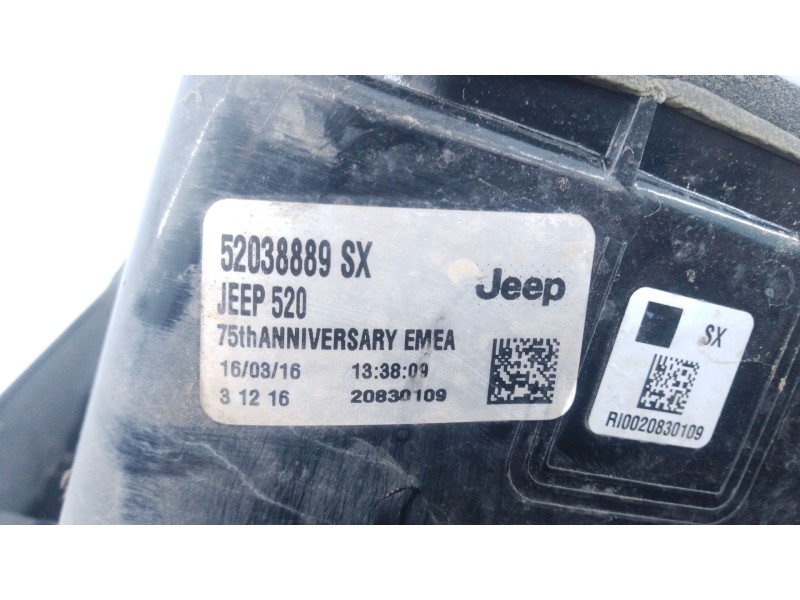 52038889 SX
JEEP 520
Jeep
75thANNIVERSARY EMEA
16/03/16 13:38:09
3 12 16 20830109
SX
RI0020830109